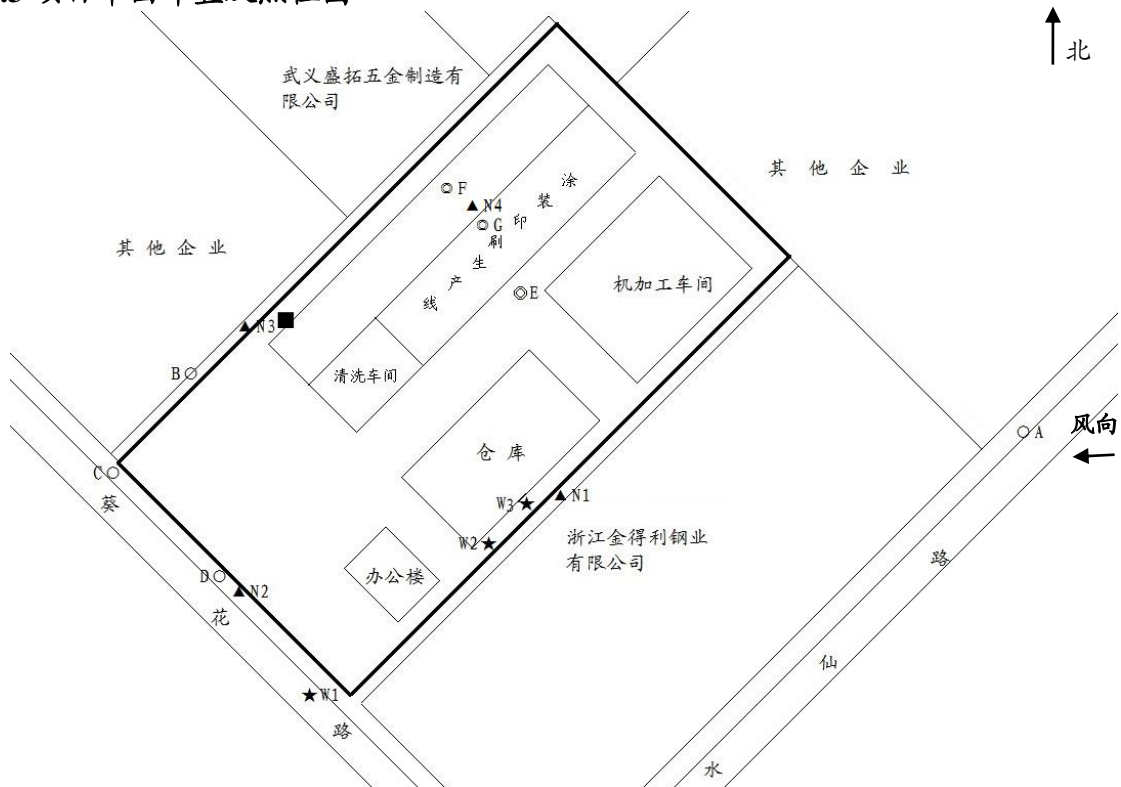 北
武义盛拓五金制造有
限公司
其他企业
◎F
▲N4
◎G
涂装印刷生产线
其他企业
机加工车间
◎E
▲N3
清洗车间
B○
仓库
○A
风向
C○
葵花路
W3★
▲N1
W2★
浙江金得利钢业
有限公司
办公楼
D○
▲N2
★W1
水仙路